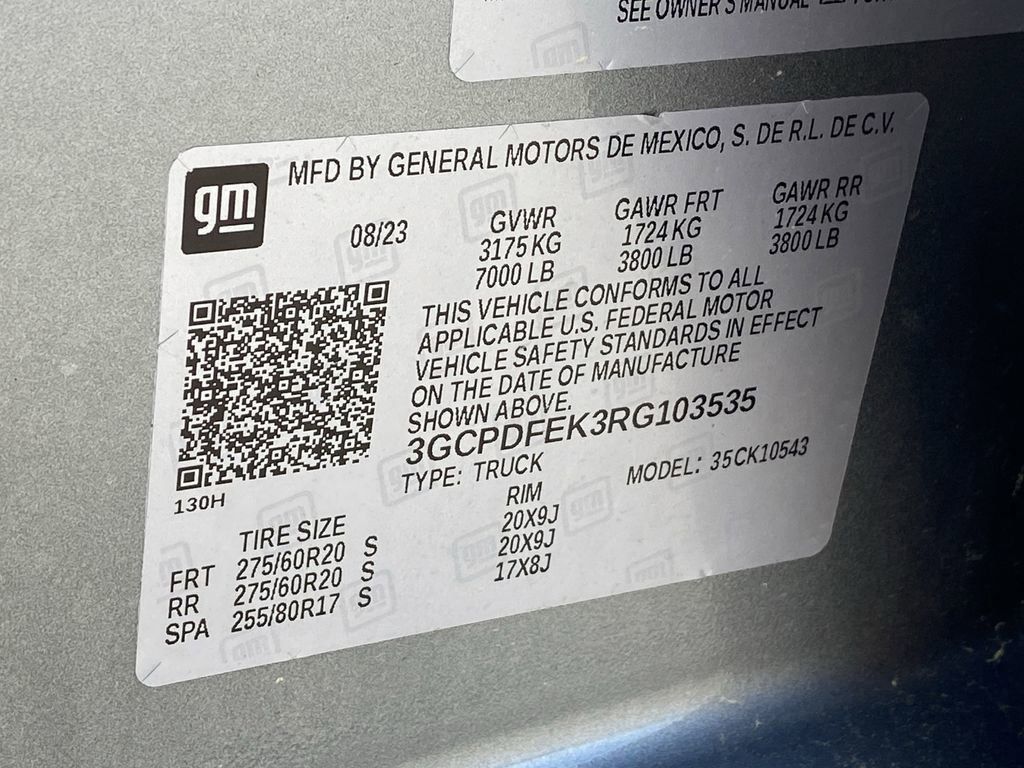 SEE OWNER'S MANUAL
gm
MFD BY GENERAL MOTORS DE MEXICO, S. DE R.L. DE C.V.
08/23
GVWR GAWR FRT GAWR RR
3175 KG 1724 KG 1724 KG
7000 LB 3800 LB 3800 LB
THIS VEHICLE CONFORMS TO ALL
APPLICABLE U.S. FEDERAL MOTOR
VEHICLE SAFETY STANDARDS IN EFFECT
ON THE DATE OF MANUFACTURE
SHOWN ABOVE.
3GCPDFEK3RG103535
TYPE: TRUCK MODEL: 35CK10543
130H
TIRE SIZE RIM
FRT 275/60R20 S 20X9J
RR 275/60R20 S 20X9J
SPA 255/80R17 S 17X8J